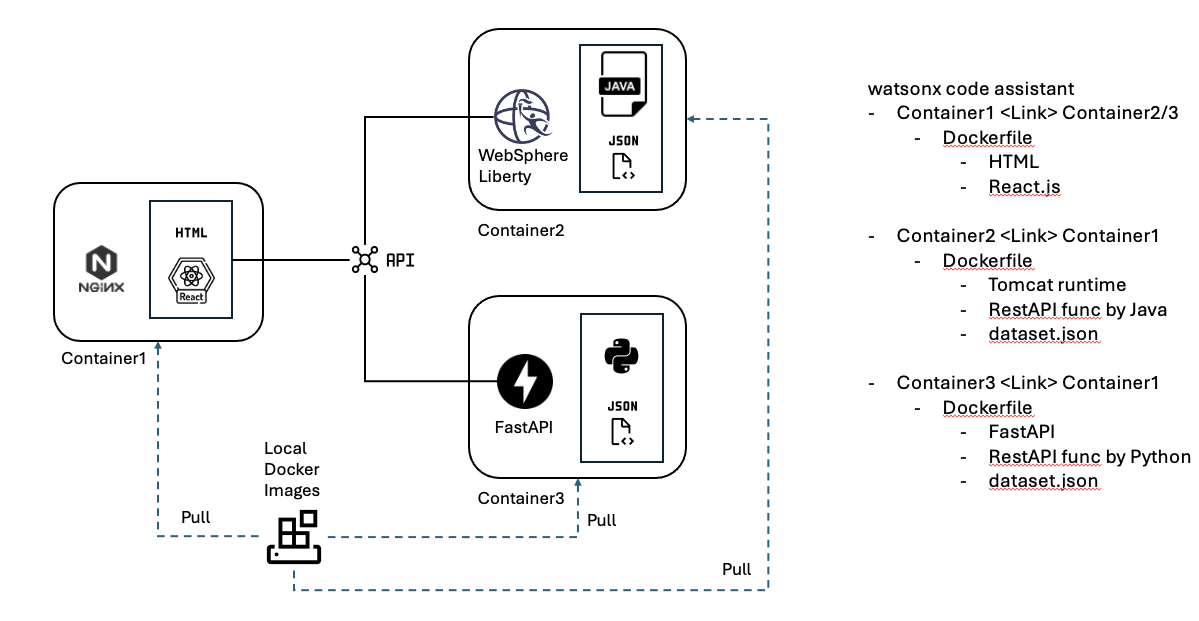 JAVA
JSON
WebSphere
Liberty
Container2
HTML
NGINX
React
Container1
API
JSON
FastAPI
Container3
Local
Docker
Images
Pull
Pull
Pull
watsonx code assistant
- Container1 <Link> Container2/3
- Dockerfile
- HTML
- React.js
- Container2 <Link> Container1
- Dockerfile
- Tomcat runtime
- RestAPI func by Java
- dataset.json
- Container3 <Link> Container1
- Dockerfile
- FastAPI
- RestAPI func by Python
- dataset.json